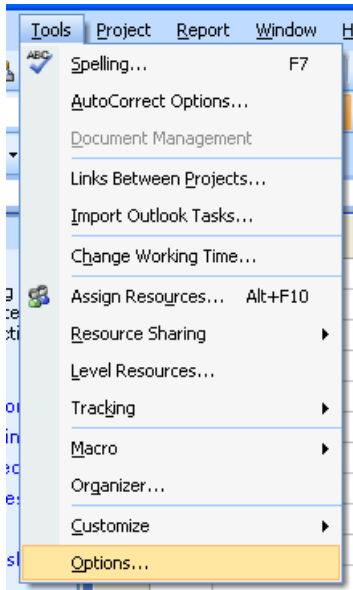 Tools Project Report Window H
ABC Spelling... F7
AutoCorrect Options...
Document Management
Links Between Projects...
Import Outlook Tasks...
Change Working Time...
Assign Resources... Alt+F10
Resource Sharing
Level Resources...
Tracking
Macro
Organizer...
Customize
Options...